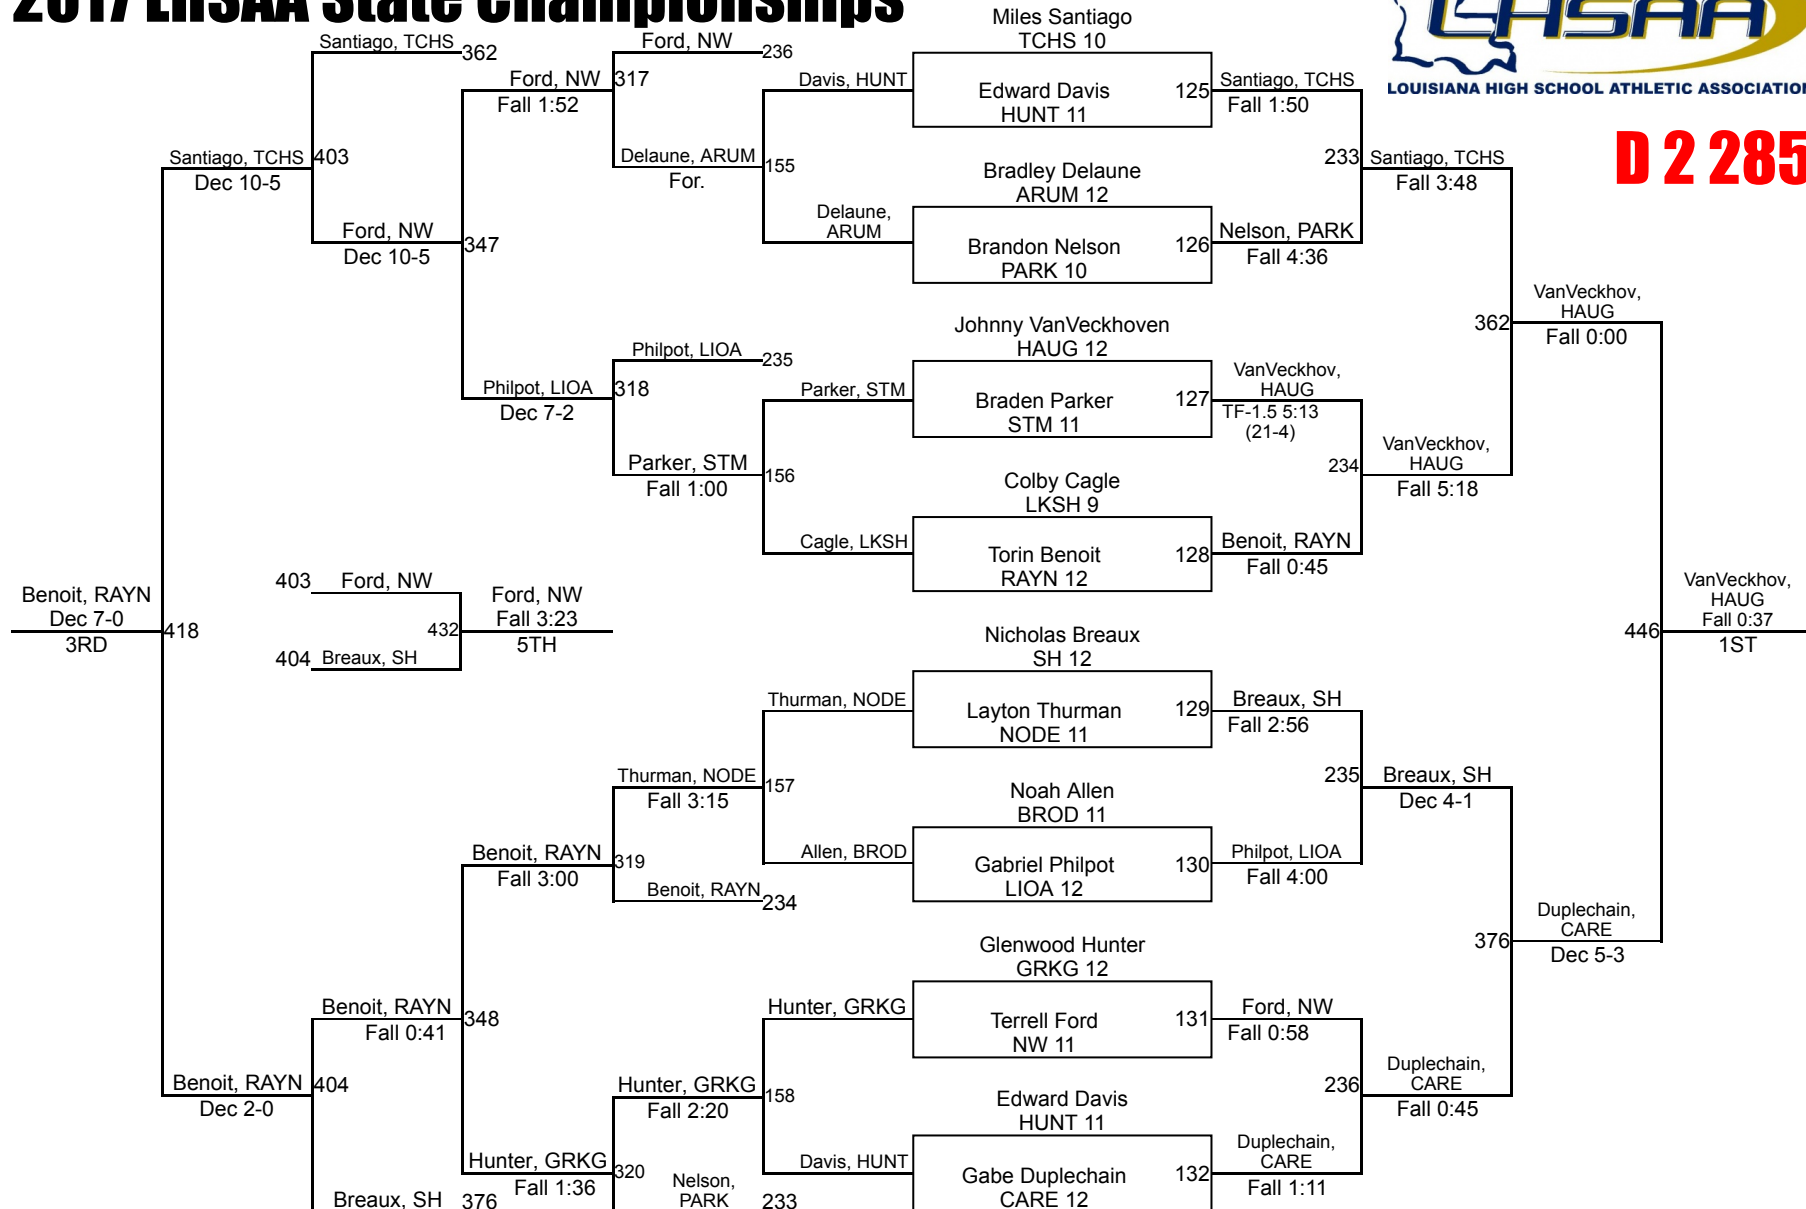 2017 LHSAA State Championships
LHSAA
LOUISIANA HIGH SCHOOL ATHLETIC ASSOCIATION
D 2 285
Santiago, TCHS
362
Ford, NW
Fall 1:52
317
Ford, NW
236
Delaune, ARUM
For.
155
Santiago, TCHS
Dec 10-5
403
Ford, NW
Dec 10-5
347
Philpot, LIOA
Dec 7-2
318
Philpot, LIOA
235
Parker, STM
Fall 1:00
156
Davis, HUNT
Delaune,
ARUM
Parker, STM
Cagle, LKSH
Miles Santiago
TCHS 10
Edward Davis
HUNT 11
125
Santiago, TCHS
Fall 1:50
Bradley Delaune
ARUM 12
Brandon Nelson
PARK 10
126
Nelson, PARK
Fall 4:36
233
Santiago, TCHS
Fall 3:48
Johnny VanVeckhoven
HAUG 12
Braden Parker
STM 11
127
VanVeckhov,
HAUG
TF-1.5 5:13
(21-4)
Colby Cagle
LKSH 9
Torin Benoit
RAYN 12
128
Benoit, RAYN
Fall 0:45
234
VanVeckhov,
HAUG
Fall 5:18
362
VanVeckhov,
HAUG
Fall 0:00
Benoit, RAYN
Dec 7-0
3RD
418
403
Ford, NW
404
Breaux, SH
432
Ford, NW
Fall 3:23
5TH
446
VanVeckhov,
HAUG
Fall 0:37
1ST
Thurman, NODE
Allen, BROD
Thurman, NODE
Fall 3:15
157
Benoit, RAYN
Fall 3:00
319
Benoit, RAYN
234
Benoit, RAYN
Fall 0:41
348
Benoit, RAYN
Dec 2-0
404
Hunter, GRKG
Davis, HUNT
Hunter, GRKG
Fall 2:20
158
Hunter, GRKG
Fall 1:36
320
Nelson,
PARK
233
Breaux, SH
376
Nicholas Breaux
SH 12
Layton Thurman
NODE 11
129
Breaux, SH
Fall 2:56
Noah Allen
BROD 11
Gabriel Philpot
LIOA 12
130
Philpot, LIOA
Fall 4:00
235
Breaux, SH
Dec 4-1
Glenwood Hunter
GRKG 12
Terrell Ford
NW 11
131
Ford, NW
Fall 0:58
Edward Davis
HUNT 11
Gabe Duplechain
CARE 12
132
Duplechain,
CARE
Fall 1:11
236
Duplechain,
CARE
Fall 0:45
376
Duplechain,
CARE
Dec 5-3